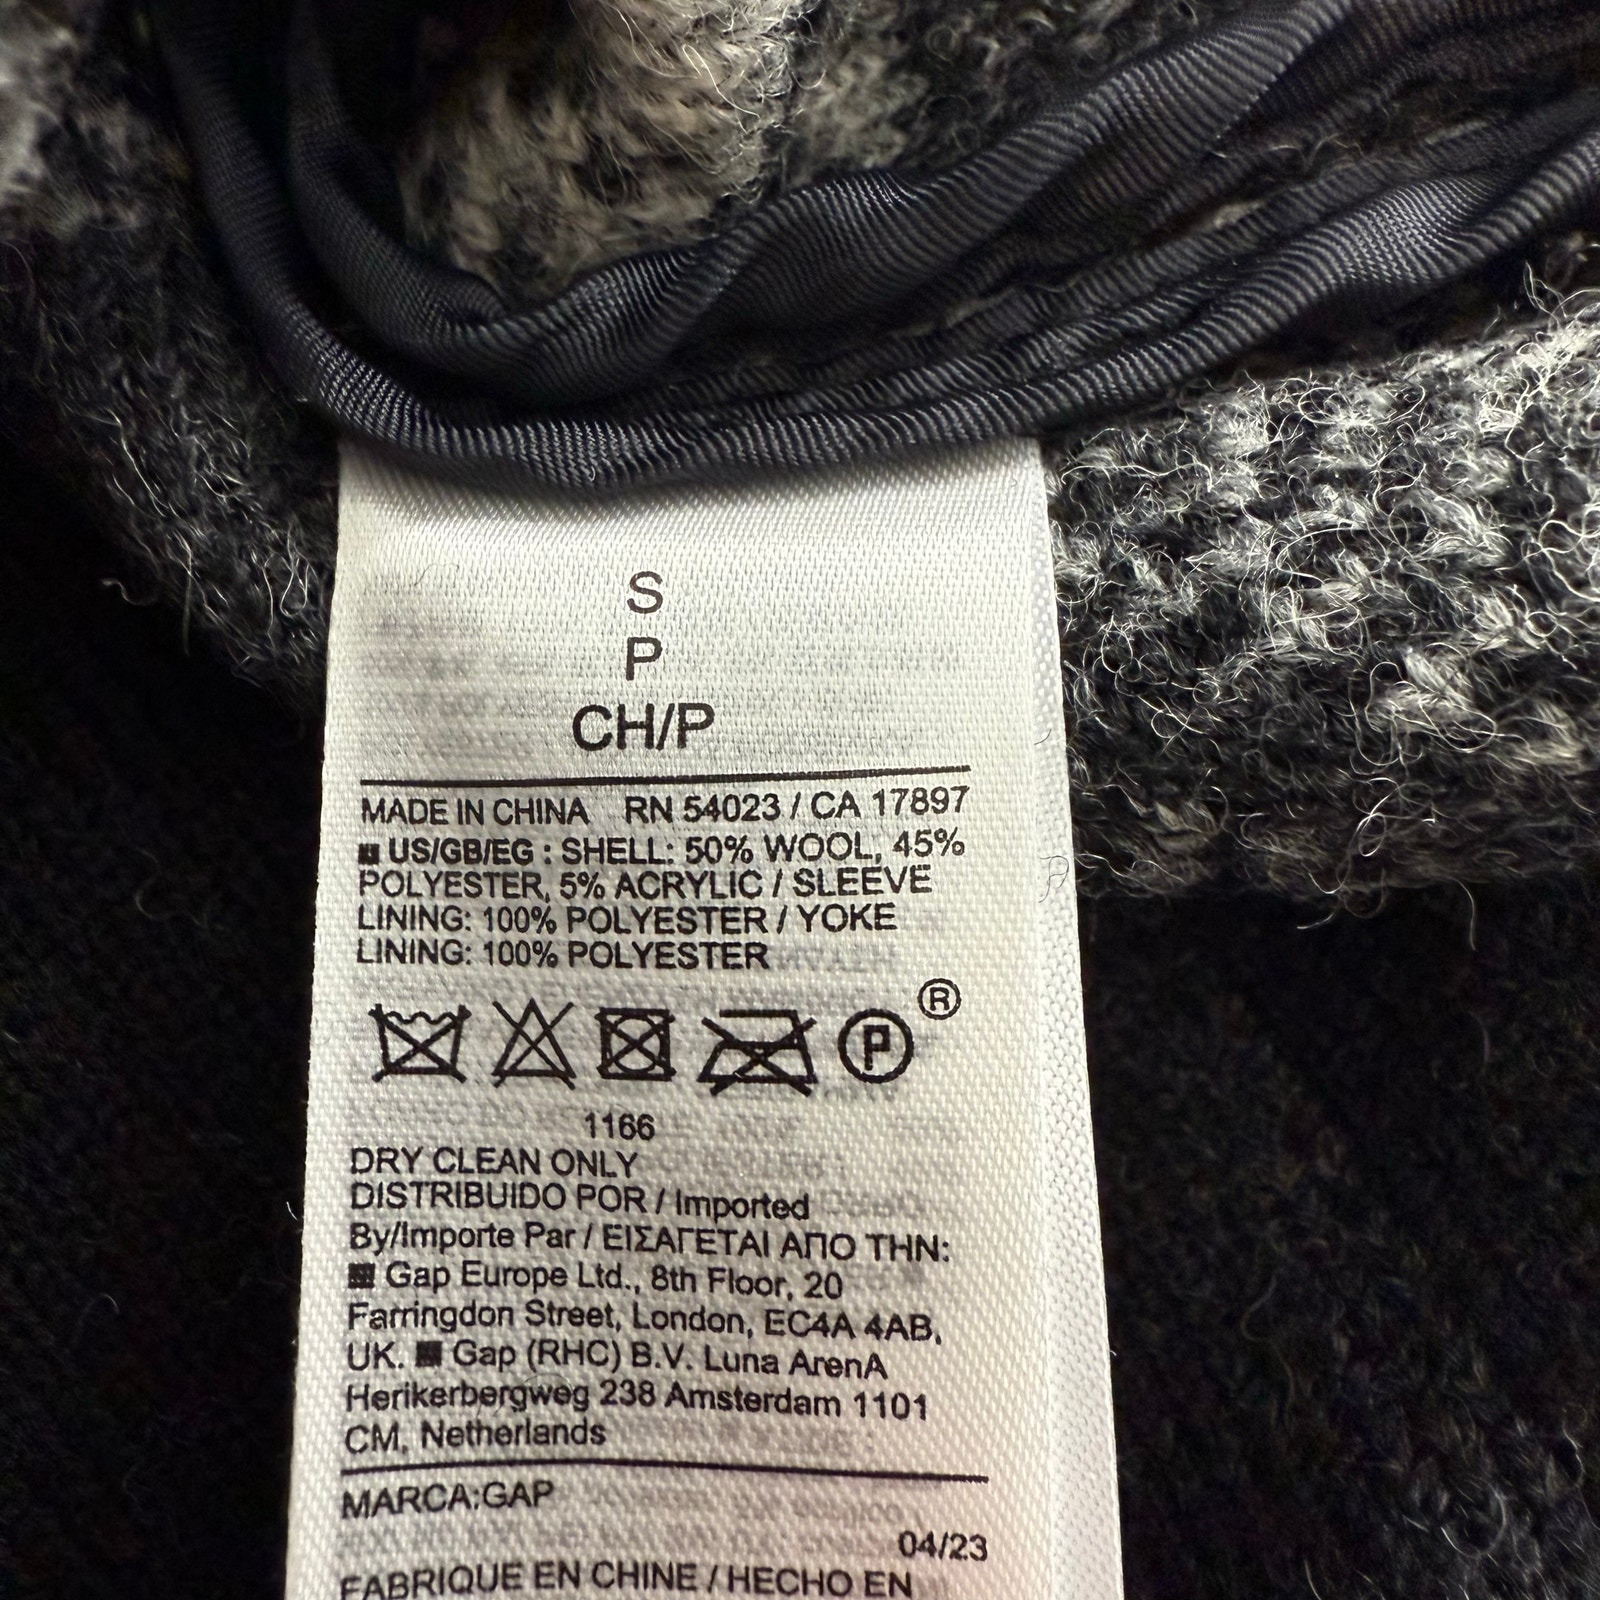 S
P
CH/P
MADE IN CHINA RN 54023 / CA 17897
US/GB/EG : SHELL: 50% WOOL, 45%
POLYESTER, 5% ACRYLIC / SLEEVE
LINING: 100% POLYESTER / YOKE
LINING: 100% POLYESTER
P ®
1166
DRY CLEAN ONLY
DISTRIBUIDO POR / Imported
By/Importe Par / ΕΙΣΑΓΕΤΑΙ ΑΠΟ ΤΗΝ:
Gap Europe Ltd., 8th Floor, 20
Farringdon Street, London, EC4A 4AB,
UK. Gap (RHC) B.V. Luna ArenA
Herikerbergweg 238 Amsterdam 1101
CM, Netherlands
MARCA:GAP
04/23
FABRIQUE EN CHINE / HECHO EN